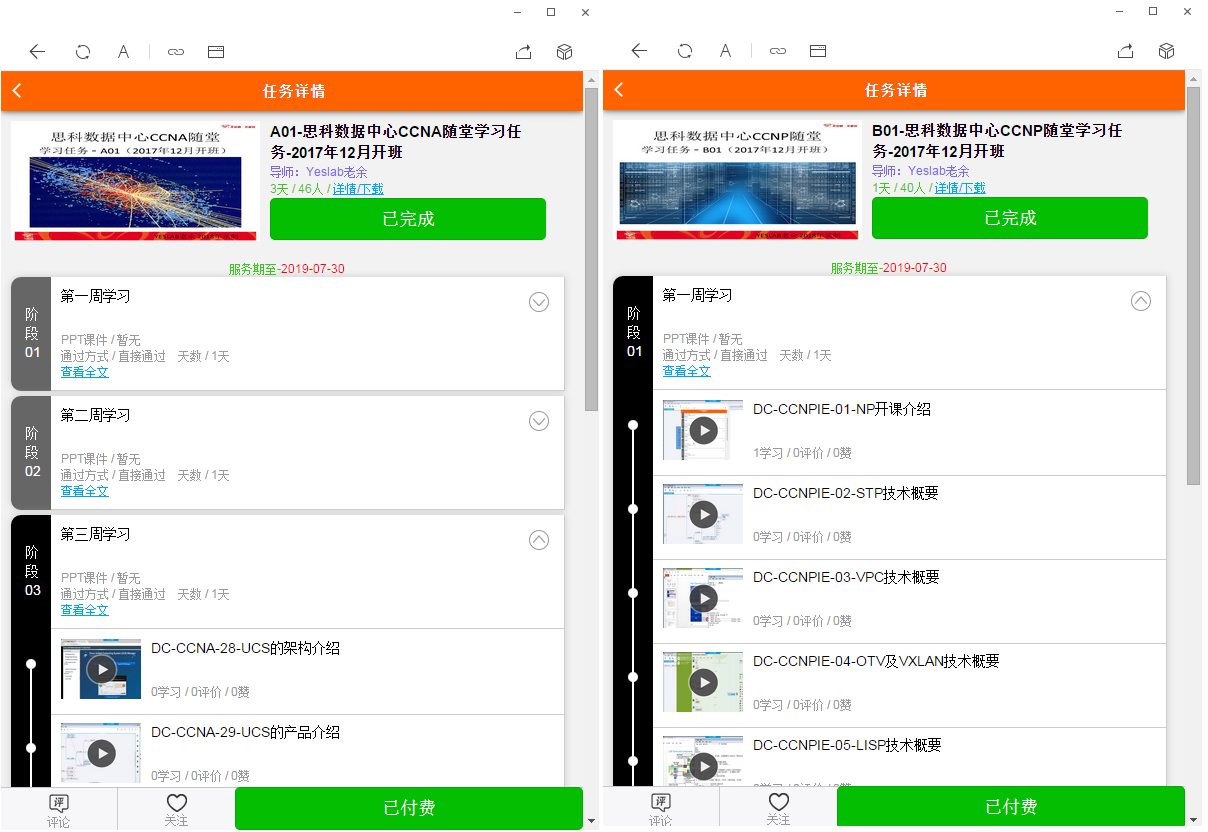 任务详情
思科数据中心CCNA随堂
学习任务 - A01（2017年12月开班）
A01-思科数据中心CCNA随堂学习任
务-2017年12月开班
导师：Yeslab老余
3天 / 46人 / 详情/下载
已完成
服务期至-2019-07-30
阶段01
第一周学习
PPT课件 / 暂无
通过方式 / 直接通过 天数 / 1天
查看全文
阶段02
第二周学习
PPT课件 / 暂无
通过方式 / 直接通过 天数 / 1天
查看全文
阶段03
第三周学习
PPT课件 / 暂无
通过方式 / 直接通过 天数 / 1天
查看全文
DC-CCNA-28-UCS的架构介绍
0学习 / 0评价 / 0赞
DC-CCNA-29-UCS的产品介绍
0学习 / 0评价 / 0赞
评
评论
关注
已付费
任务详情
思科数据中心CCNP随堂
学习任务 - B01（2017年12月开班）
B01-思科数据中心CCNP随堂学习任
务-2017年12月开班
导师：Yeslab老余
1天 / 40人 / 详情/下载
已完成
服务期至-2019-07-30
阶段01
第一周学习
PPT课件 / 暂无
通过方式 / 直接通过 天数 / 1天
查看全文
DC-CCNPIE-01-NP开课介绍
1学习 / 0评价 / 0赞
DC-CCNPIE-02-STP技术概要
0学习 / 0评价 / 0赞
DC-CCNPIE-03-VPC技术概要
0学习 / 0评价 / 0赞
DC-CCNPIE-04-OTV及VXLAN技术概要
0学习 / 0评价 / 0赞
DC-CCNPIE-05-LISP技术概要
0学习 / 0评价 / 0赞
评
评论
关注
已付费